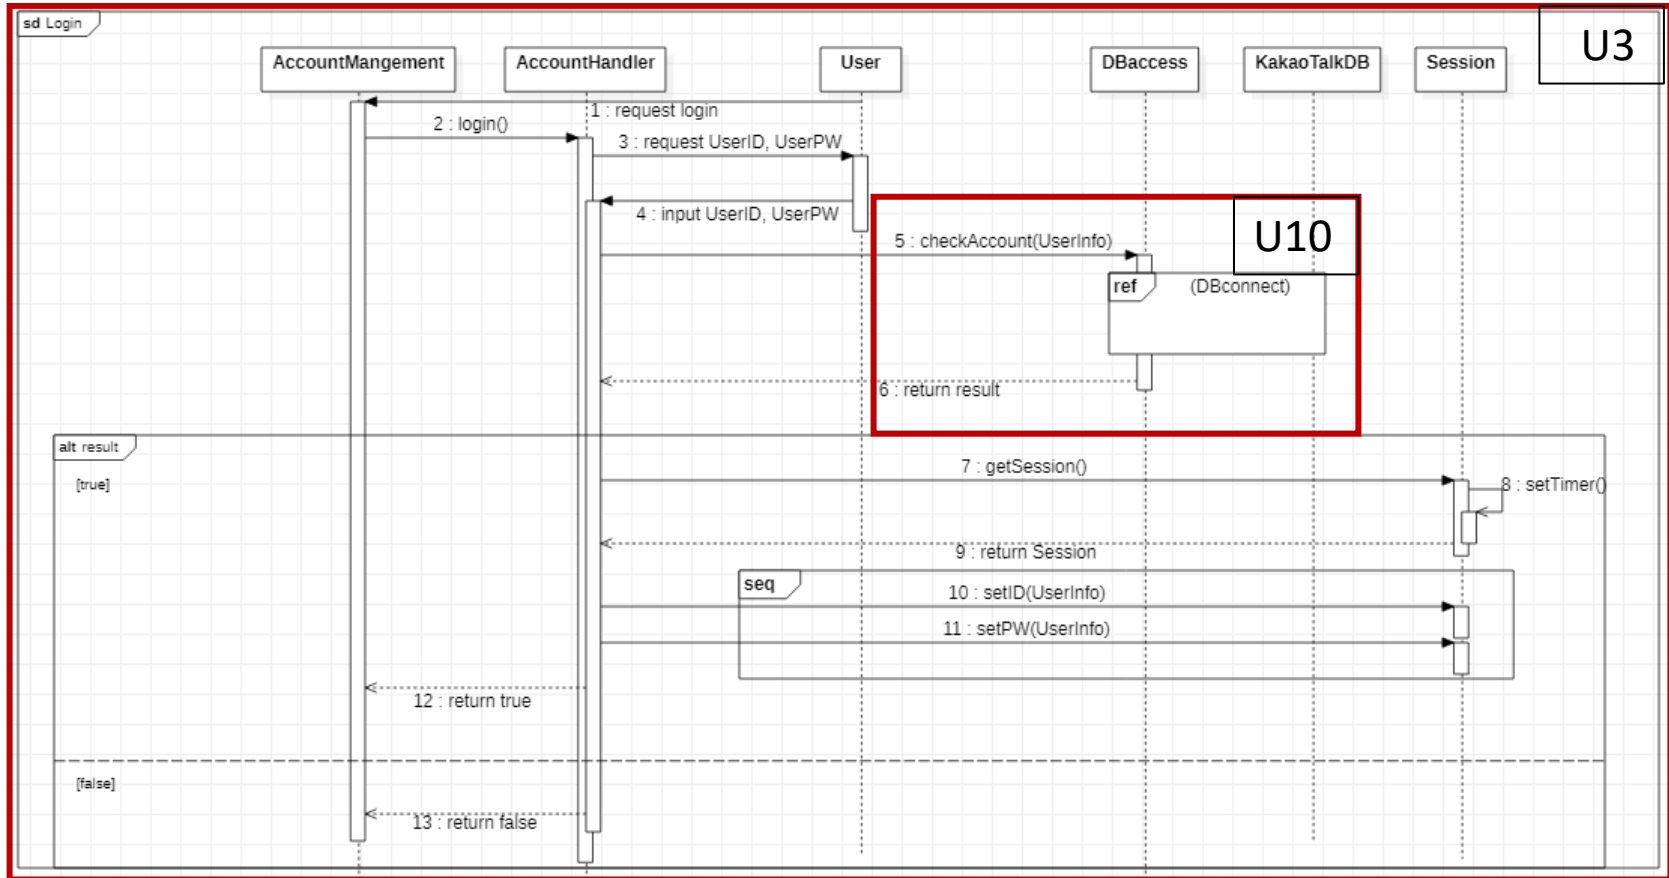 sd Login
U3
AccountMangement
AccountHandler
User
DBaccess
KakaoTalkDB
Session
1 : request login
2 : login()
3 : request UserID, UserPW
4 : input UserID, UserPW
U10
5 : checkAccount(UserInfo)
ref
(DBconnect)
6 : return result
alt result
[true]
7 : getSession()
8 : setTimer()
9 : return Session
seq
10 : setID(UserInfo)
11 : setPW(UserInfo)
12 : return true
[false]
13 : return false